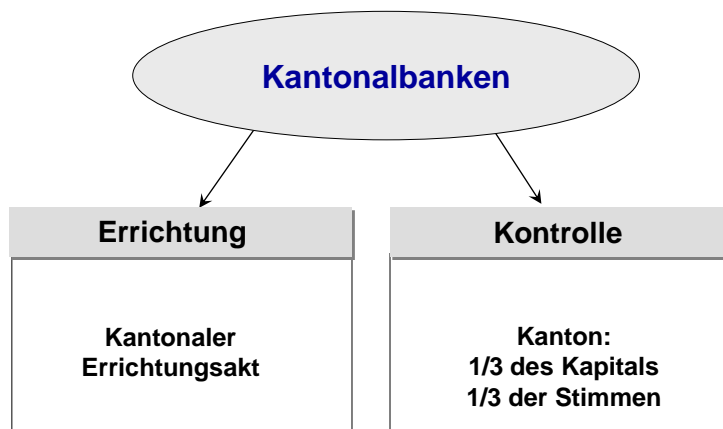 Kantonalbanken
Errichtung
Kantonaler
Errichtungsakt
Kontrolle
Kanton:
1/3 des Kapitals
1/3 der Stimmen